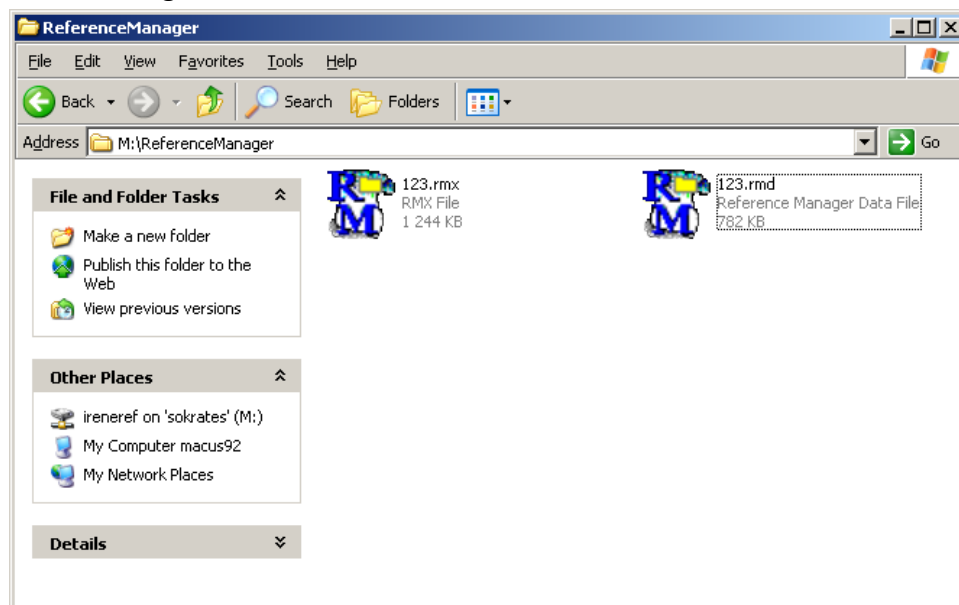 ReferenceManager
File Edit View Favorites Tools Help
Back Search Folders
Address M:\ReferenceManager Go
File and Folder Tasks
Make a new folder
Publish this folder to the
Web
View previous versions
Other Places
ireneref on 'sokrates' (M:)
My Computer macus92
My Network Places
Details
R
M
123.rmx
RMX File
1 244 KB
R
M
123.rmd
Reference Manager Data File
782 KB